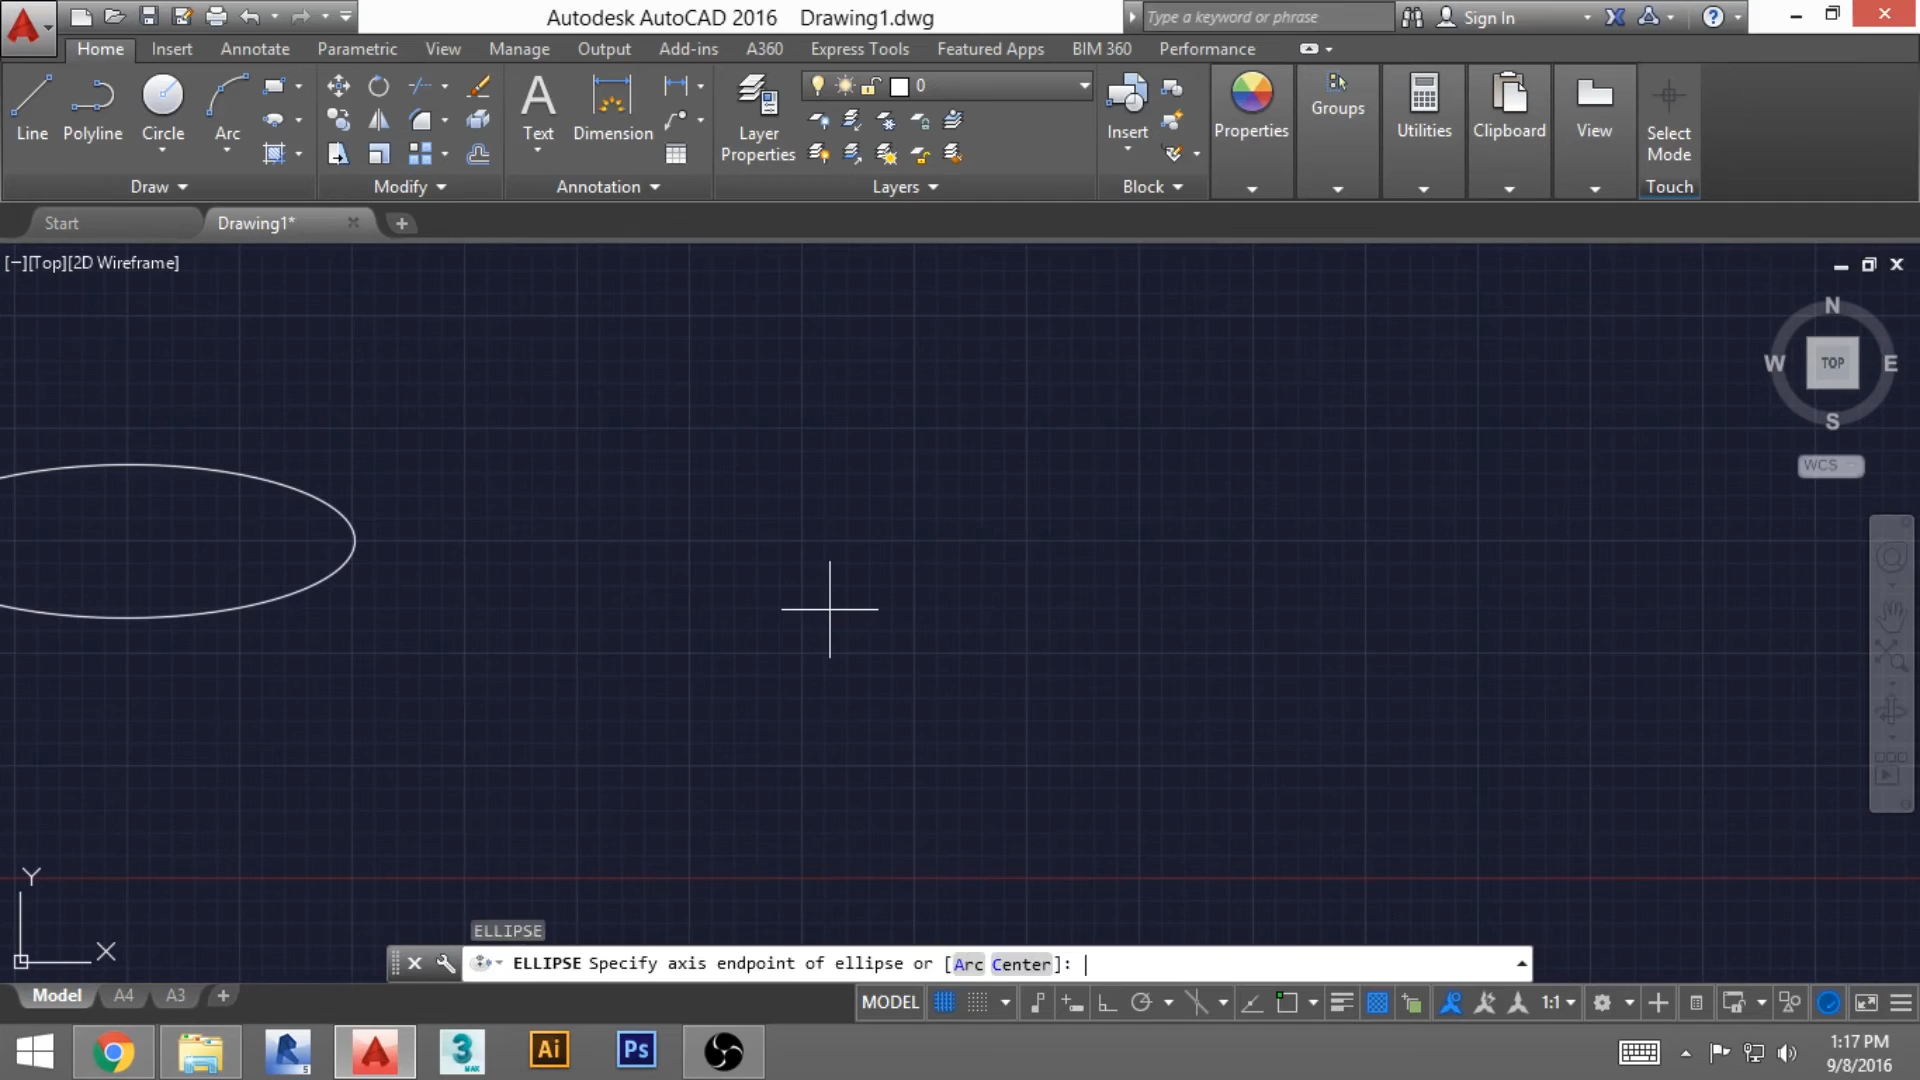 Autodesk AutoCAD 2016 Drawing1.dwg
Type a keyword or phrase
Sign In
Home Insert Annotate Parametric View Manage Output Add-ins A360 Express Tools Featured Apps BIM 360 Performance
Line Polyline Circle Arc
Text Dimension
Layer
Properties
0
Insert
Properties
Groups
Utilities
Clipboard
View
Select
Mode
Draw Modify Annotation Layers Block Touch
Start Drawing1* +
[−][Top][2D Wireframe]
N
W TOP E
S
WCS
Y
X
ELLIPSE
ELLIPSE Specify axis endpoint of ellipse or [Arc Center]:
Model A4 A3 +
MODEL 1:1
R 5
3 MAX
Ai
Ps
1:17 PM
9/8/2016